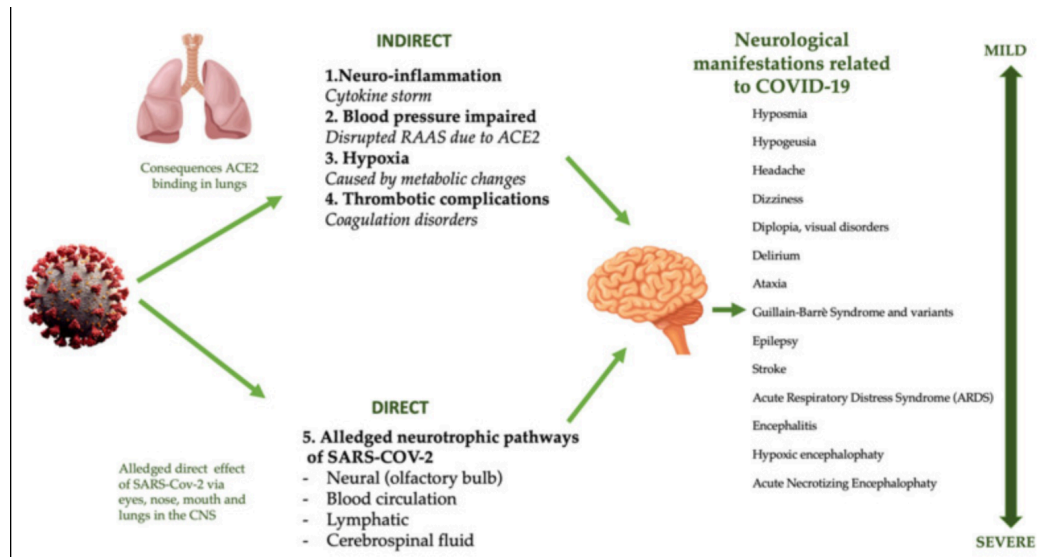 INDIRECT
1.Neuro-inflammation
Cytokine storm
2. Blood pressure impaired
Disrupted RAAS due to ACE2
3. Hypoxia
Caused by metabolic changes
4. Thrombotic complications
Coagulation disorders
Consequences ACE2
binding in lungs
DIRECT
5. Alledged neurotrophic pathways
of SARS-COV-2
- Neural (olfactory bulb)
- Blood circulation
- Lymphatic
- Cerebrospinal fluid
Alledged direct effect
of SARS-Cov-2 via
eyes, nose, mouth and
lungs in the CNS
Neurological
manifestations related
to COVID-19
Hyposmia
Hypogeusia
Headache
Dizziness
Diplopia, visual disorders
Delirium
Ataxia
Guillain-Barrè Syndrome and variants
Epilepsy
Stroke
Acute Respiratory Distress Syndrome (ARDS)
Encephalitis
Hypoxic encephalophaty
Acute Necrotizing Encephalophaty
MILD
SEVERE